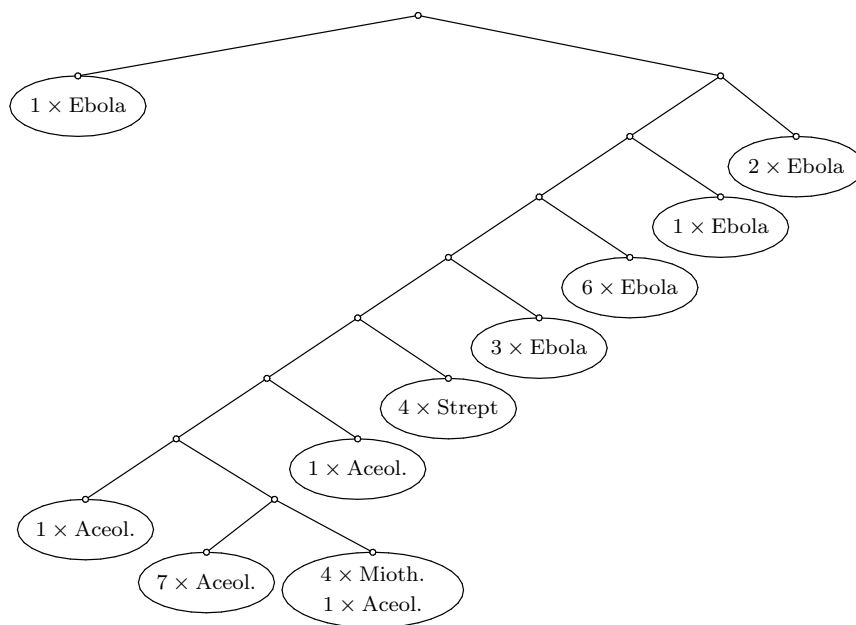 1 × Ebola
2 × Ebola
1 × Ebola
6 × Ebola
3 × Ebola
4 × Strept
1 × Aceol.
1 × Aceol.
7 × Aceol.
4 × Mioth.
1 × Aceol.